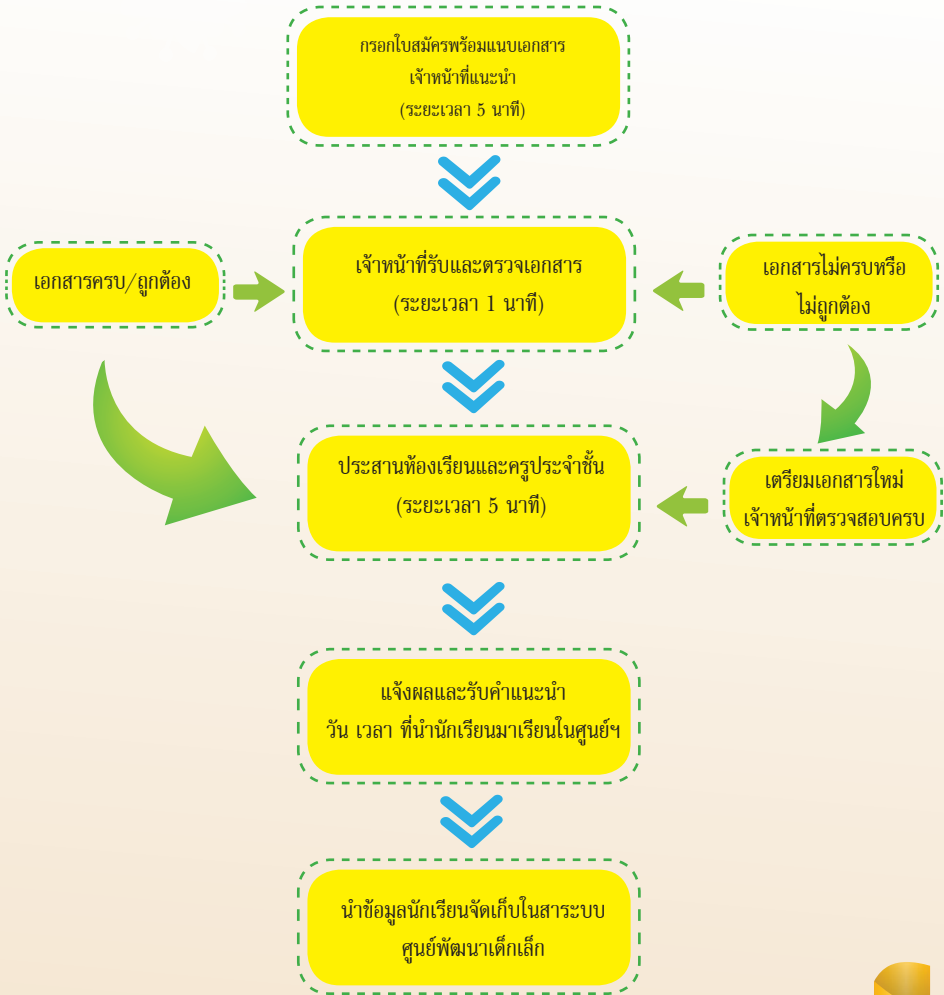 กรอกใบสมัครพร้อมแนบเอกสาร
เจ้าหน้าที่แนะนำ
(ระยะเวลา 5 นาที)
เอกสารครบ/ถูกต้อง
เจ้าหน้าที่รับและตรวจเอกสาร
(ระยะเวลา 1 นาที)
เอกสารไม่ครบหรือ
ไม่ถูกต้อง
ประสานห้องเรียนและครูประจำชั้น
(ระยะเวลา 5 นาที)
เตรียมเอกสารใหม่
เจ้าหน้าที่ตรวจสอบครบ
แจ้งผลและรับคำแนะนำ
วัน เวลา ที่นำนักเรียนมาเรียนในศูนย์ฯ
นำข้อมูลนักเรียนจัดเก็บในสาระบบ
ศูนย์พัฒนาเด็กเล็ก